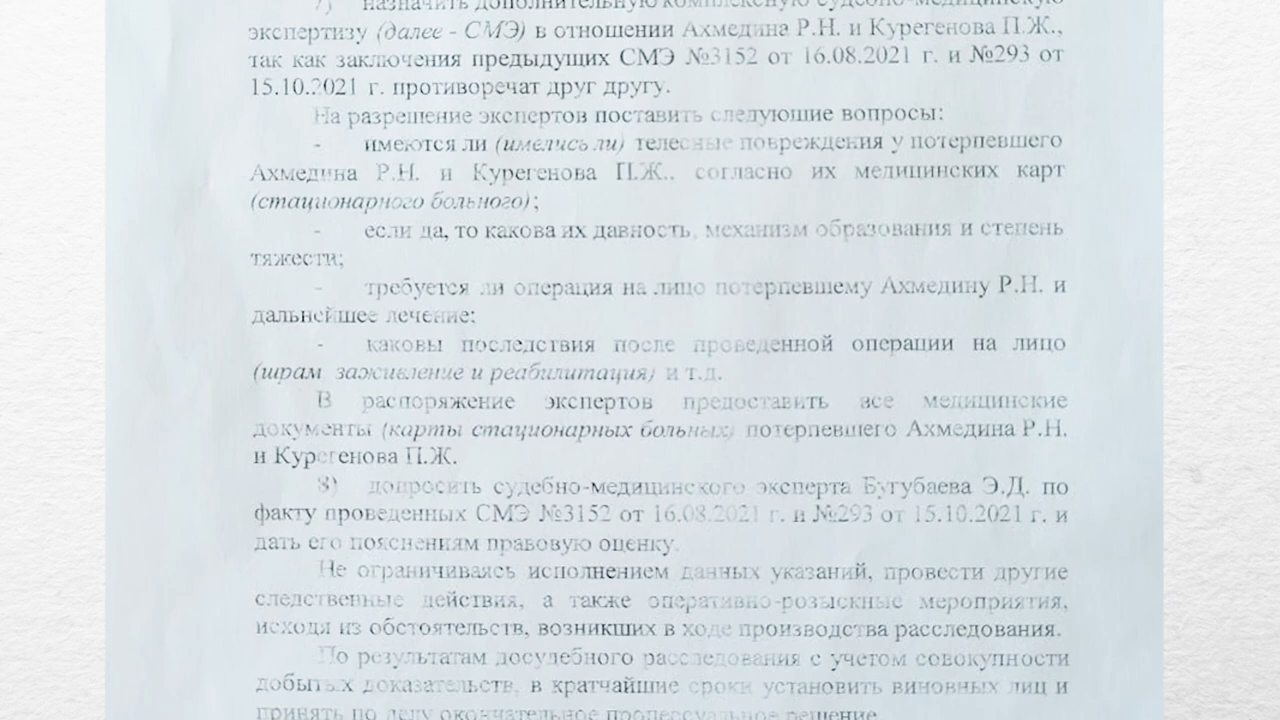 7) назначить дополнительную комплексную судебно-медицинскую
экспертизу (далее - СМЭ) в отношении Ахмедина Р.Н. и Курегенова П.Ж.,
так как заключения предыдущих СМЭ №3152 от 16.08.2021 г. и №293 от
15.10.2021 г. противоречат друг другу.
На разрешение экспертов поставить следующие вопросы:
- имеются ли (имелись ли) телесные повреждения у потерпевшего
Ахмедина Р.Н. и Курегенова П.Ж., согласно их медицинских карт
(стационарного больного);
- если да, то какова их давность, механизм образования и степень
тяжести;
- требуется ли операция на лицо потерпевшему Ахмедину Р.Н. и
дальнейшее лечение;
- каковы последствия после проведенной операции на лицо
(шрам, заживление и реабилитация) и т.д.
В распоряжение экспертов предоставить все медицинские
документы (карты стационарных больных) потерпевшего Ахмедина Р.Н.
и Курегенова П.Ж.
8) допросить судебно-медицинского эксперта Бугубаева Э.Д. по
факту проведенных СМЭ №3152 от 16.08.2021 г. и №293 от 15.10.2021 г. и
дать его пояснениям правовую оценку.
Не ограничиваясь исполнением данных указаний, провести другие
следственные действия, а также оперативно-розыскные мероприятия,
исходя из обстоятельств, возникших в ходе производства расследования.
По результатам досудебного расследования с учетом совокупности
добытых доказательств, в кратчайшие сроки установить виновных лиц и
принять по делу окончательное процессуальное решение.